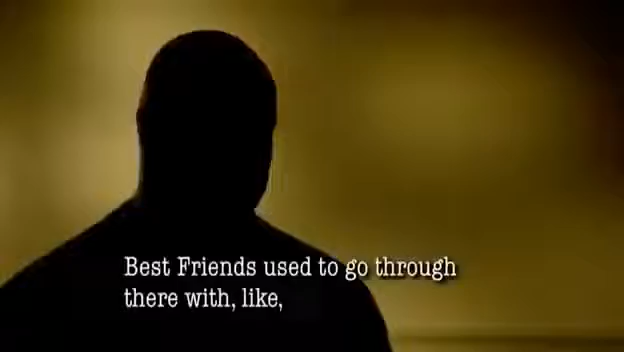 Best Friends used to go through
there with, like,